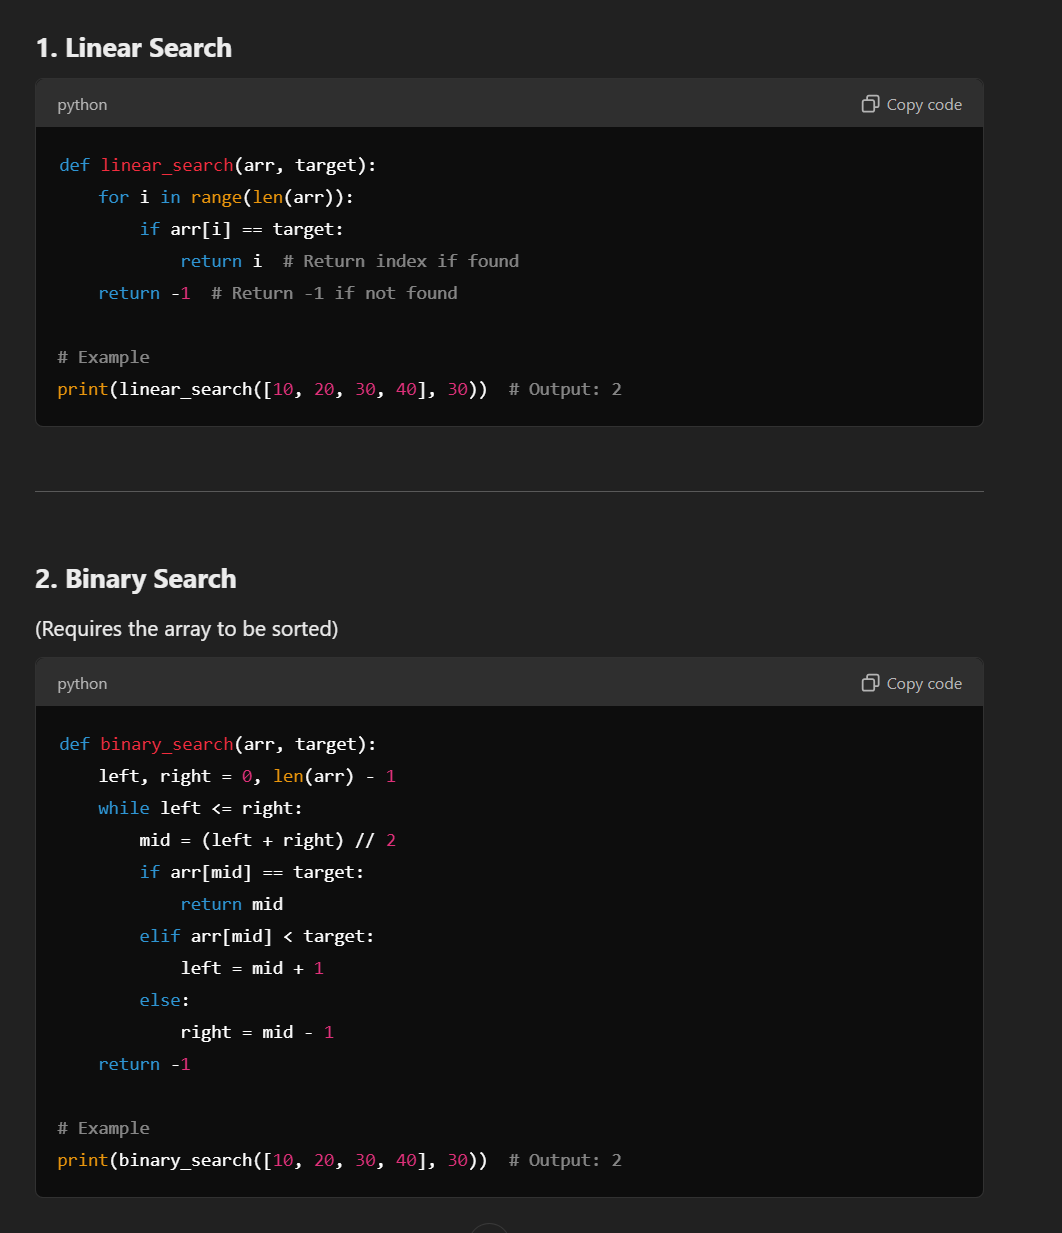 1. Linear Search
python Copy code
def linear_search(arr, target):
    for i in range(len(arr)):
        if arr[i] == target:
            return i  # Return index if found
    return -1  # Return -1 if not found
# Example
print(linear_search([10, 20, 30, 40], 30))  # Output: 2
2. Binary Search
(Requires the array to be sorted)
python Copy code
def binary_search(arr, target):
    left, right = 0, len(arr) - 1
    while left <= right:
        mid = (left + right) // 2
        if arr[mid] == target:
            return mid
        elif arr[mid] < target:
            left = mid + 1
        else:
            right = mid - 1
    return -1
# Example
print(binary_search([10, 20, 30, 40], 30))  # Output: 2